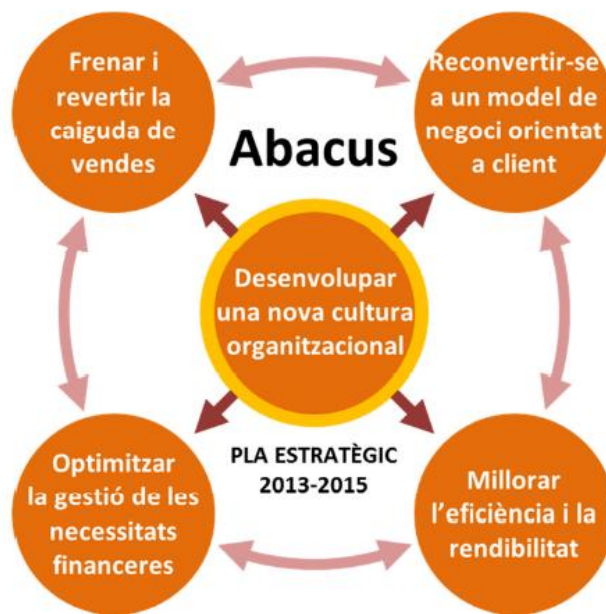 Frenar i
revertir la
caiguda de
vendes
Reconvertir-se
a un model de
negoci orientat
a client
Abacus
Desenvolupar
una nova cultura
organitzacional
PLA ESTRATÈGIC
2013-2015
Optimitzar
la gestió de les
necessitats
financeres
Millorar
l'eficiència i la
rendibilitat